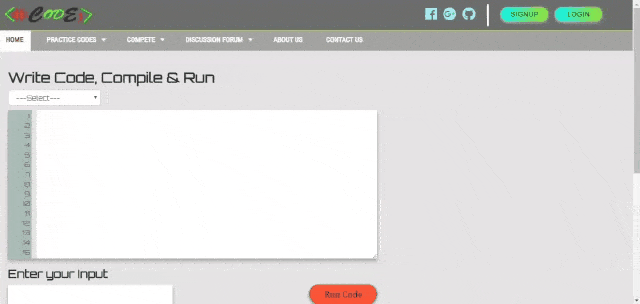 SIGNUP
LOGIN
HOME
PRACTICE CODES
COMPETE
DISCUSSION FORUM
ABOUT US
CONTACT US
Write Code, Compile & Run
---Select---
1
2
3
4
5
6
7
8
9
10
11
12
13
14
15
Enter your Input
Run Code